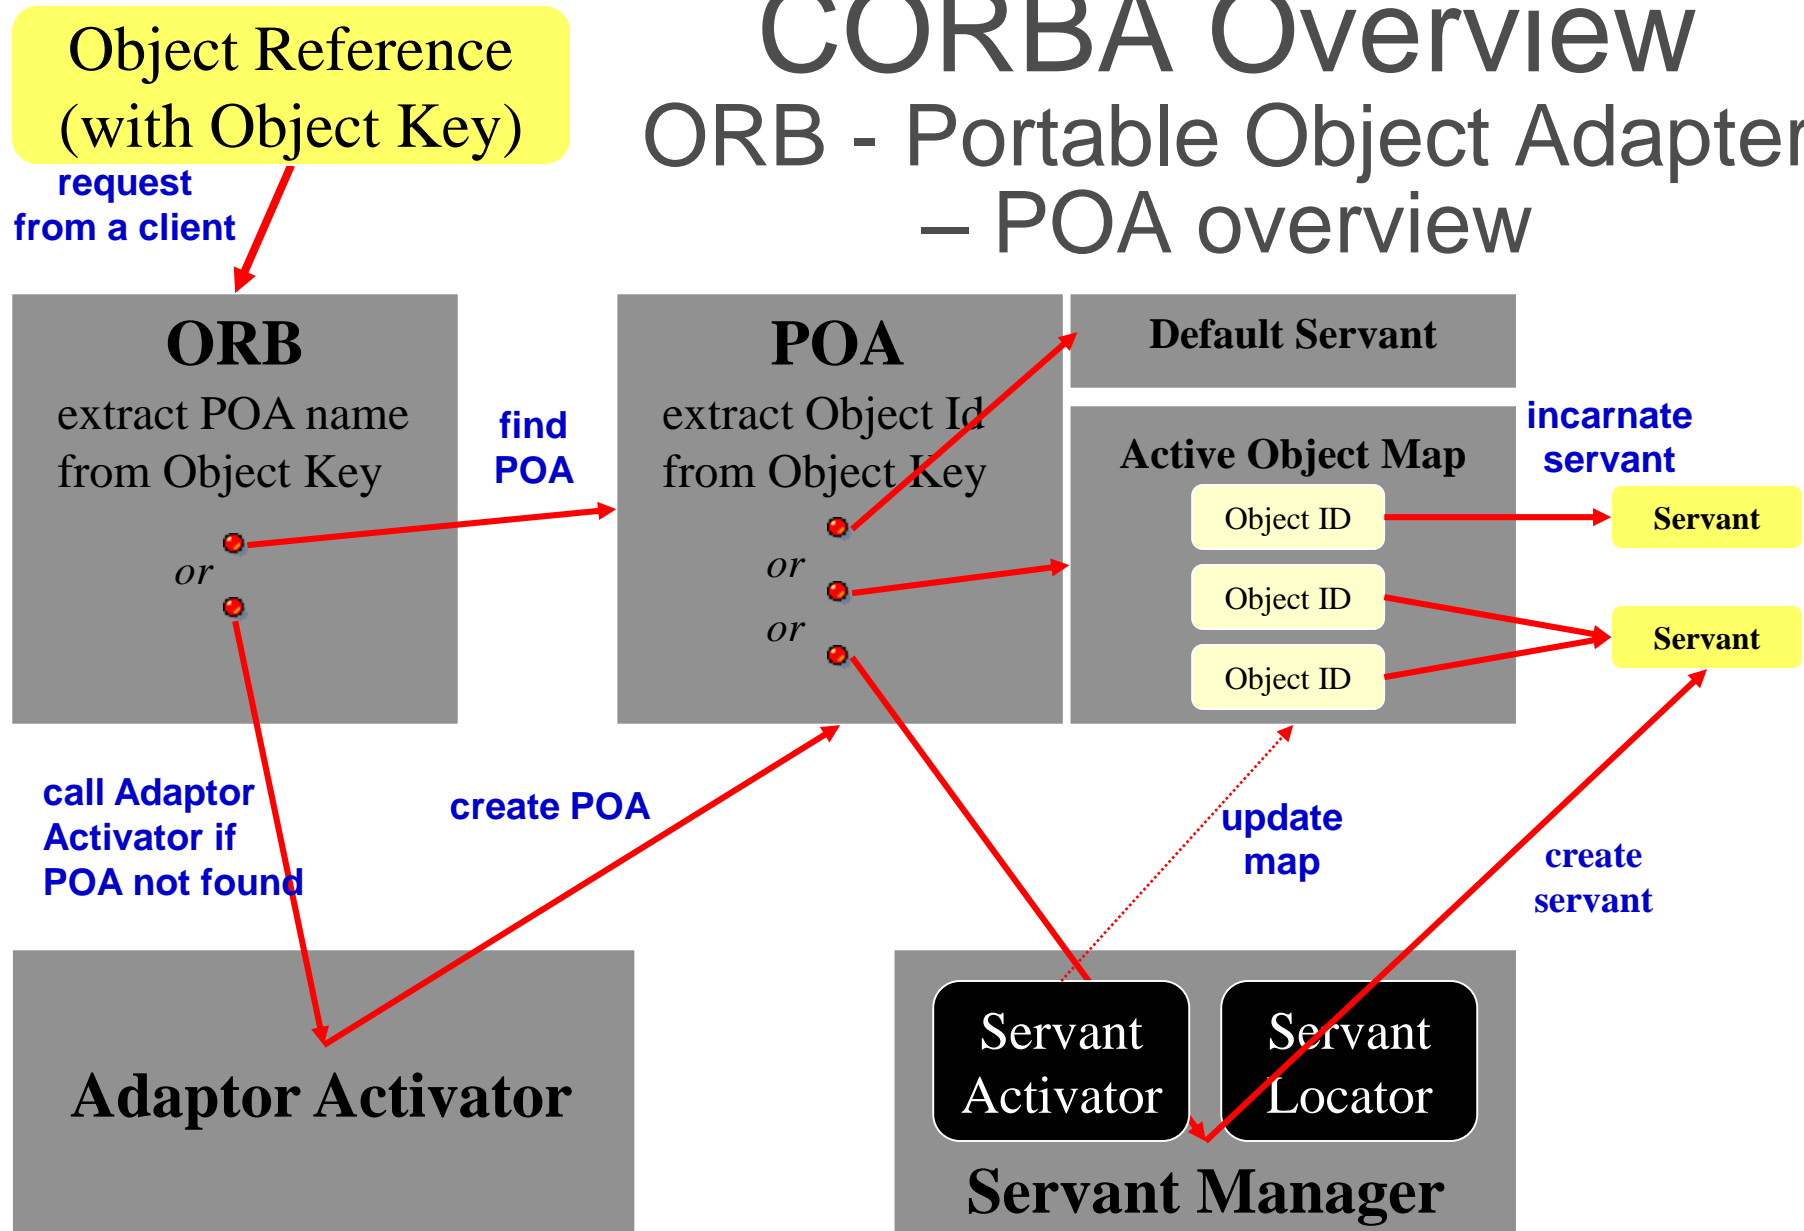 CORBA Overview
ORB - Portable Object Adapter
– POA overview
Object Reference
(with Object Key)
request
from a client
ORB
extract POA name
from Object Key
or
find
POA
POA
extract Object Id
from Object Key
or
or
Default Servant
Active Object Map
Object ID
Object ID
Object ID
incarnate
servant
Servant
Servant
call Adaptor
Activator if
POA not found
create POA
update
map
create
servant
Adaptor Activator
Servant
Activator
Servant
Locator
Servant Manager